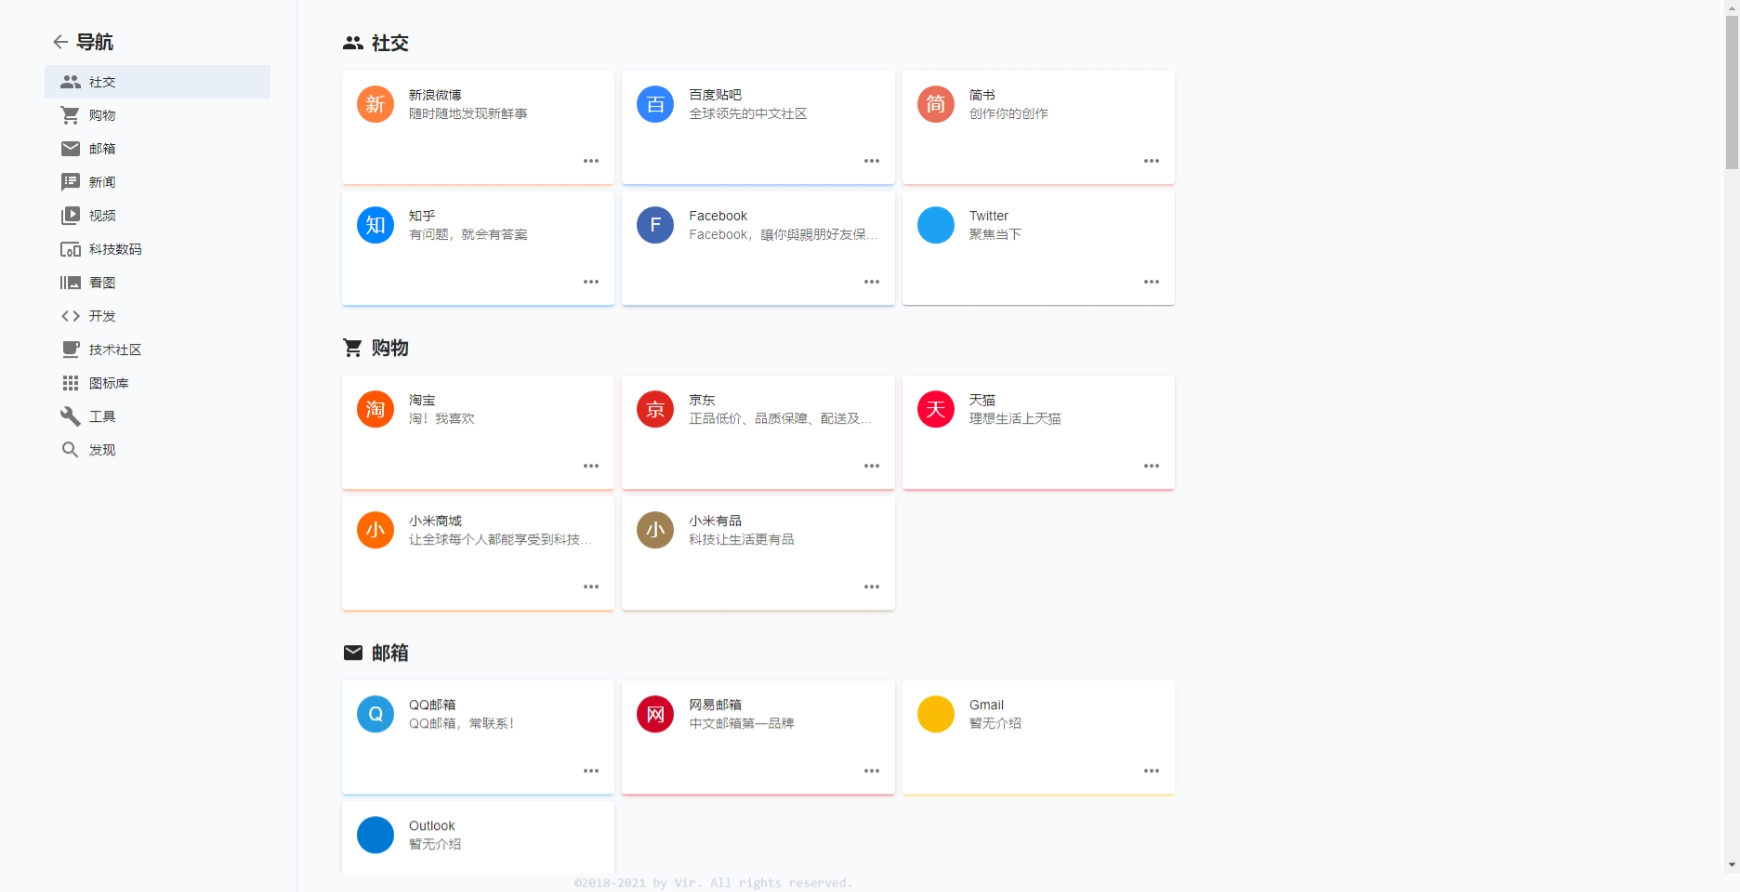 导航
社交
购物
邮箱
新闻
视频
科技数码
看图
开发
技术社区
图标库
工具
发现
社交
新
新浪微博
随时随地发现新鲜事
百
百度贴吧
全球领先的中文社区
简
简书
创作你的创作
知
知乎
有问题，就会有答案
F
Facebook
Facebook，讓你與親朋好友保...
Twitter
聚焦当下
购物
淘
淘宝
淘！我喜欢
京
京东
正品低价、品质保障、配送及...
天
天猫
理想生活上天猫
小
小米商城
让全球每个人都能享受到科技...
小
小米有品
科技让生活更有品
邮箱
Q
QQ邮箱
QQ邮箱，常联系！
网
网易邮箱
中文邮箱第一品牌
Gmail
暂无介绍
Outlook
暂无介绍
©2018-2021 by Vir. All rights reserved.